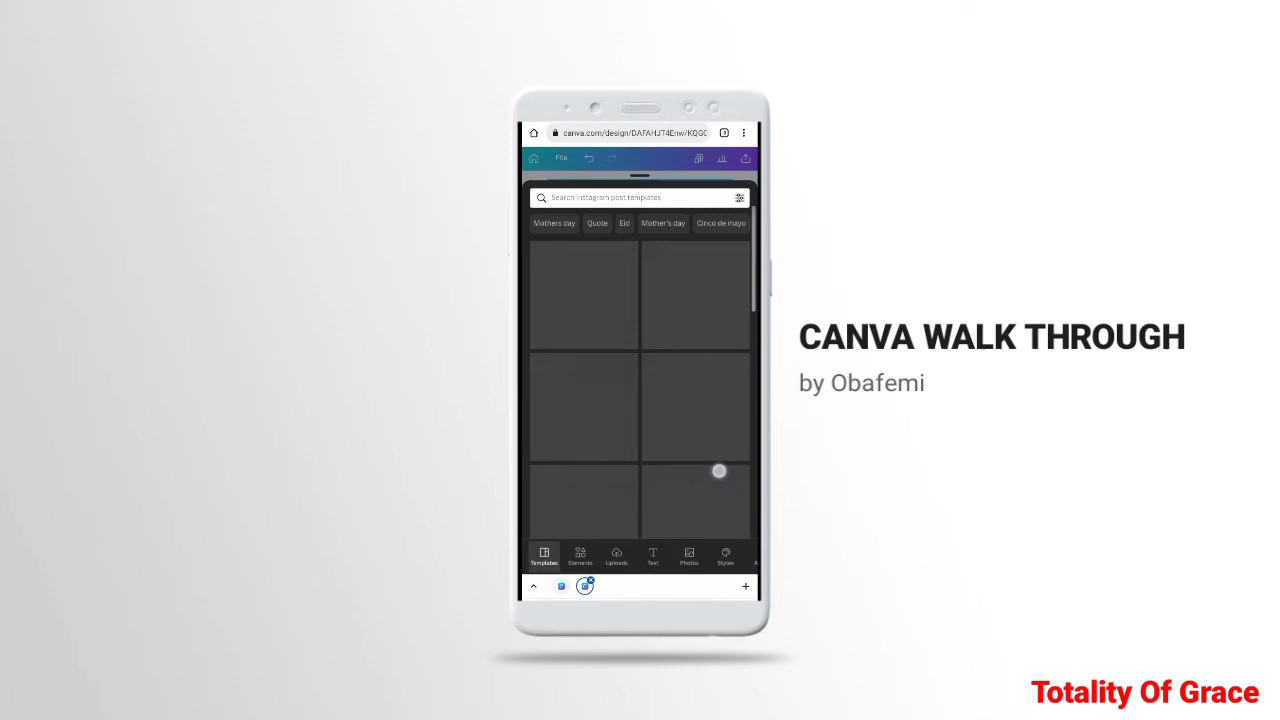 canva.com/design/DAFAHJT4Enw/KQG
File
Search Instagram post templates
Mothers day Quote Eid Mother's day Cinco de mayo
CANVA WALK THROUGH
by Obafemi
Templates Elements Uploads Text Photos Styles A
Totality Of Grace